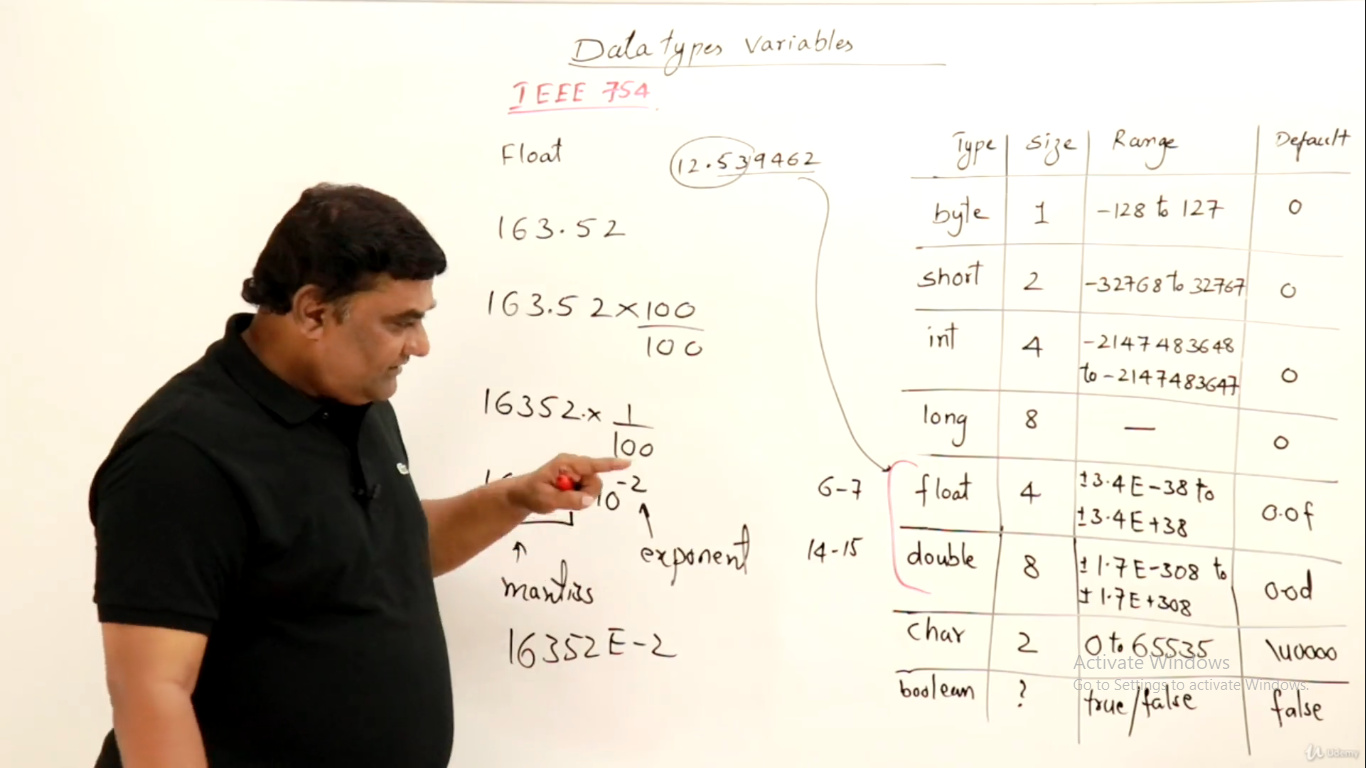 Data types Variables
IEEE 754
Float
12.539462
163.52
163.52 × 100
100
16352. × 1
100
10-2
mantiss
exponent
16352E-2
6-7
14-15
Type Size Range Default
byte 1 -128 to 127 0
short 2 -32768 to 32767 0
int 4 -2147483648
to -2147483647 0
long 8 — 0
float 4 ±3.4E-38 to
±3.4E+38 0.0f
double 8 ±1.7E-308 to
±1.7E+308 0.0d
char 2 0 to 65535 \u0000
boolean ? true/false false
Activate Windows
Go to Settings to activate Windows.
Udemy